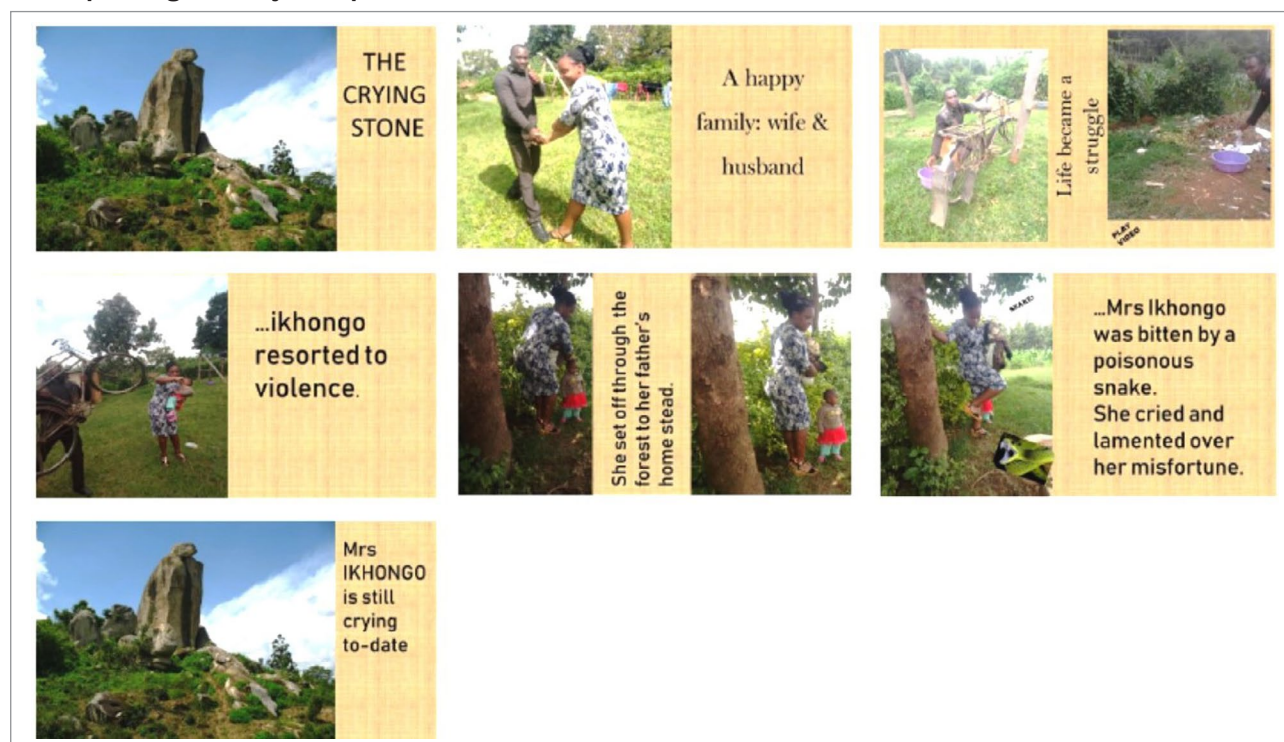 THE
CRYING
STONE
A happy
family: wife &
husband
Life became a
struggle
PLAY
VIDEO
...ikhongo
resorted to
violence.
She set off through the
forest to her father's
home stead.
SNAKE!
...Mrs Ikhongo
was bitten by a
poisonous
snake.
She cried and
lamented over
her misfortune.
Mrs
IKHONGO
is still
crying
to-date